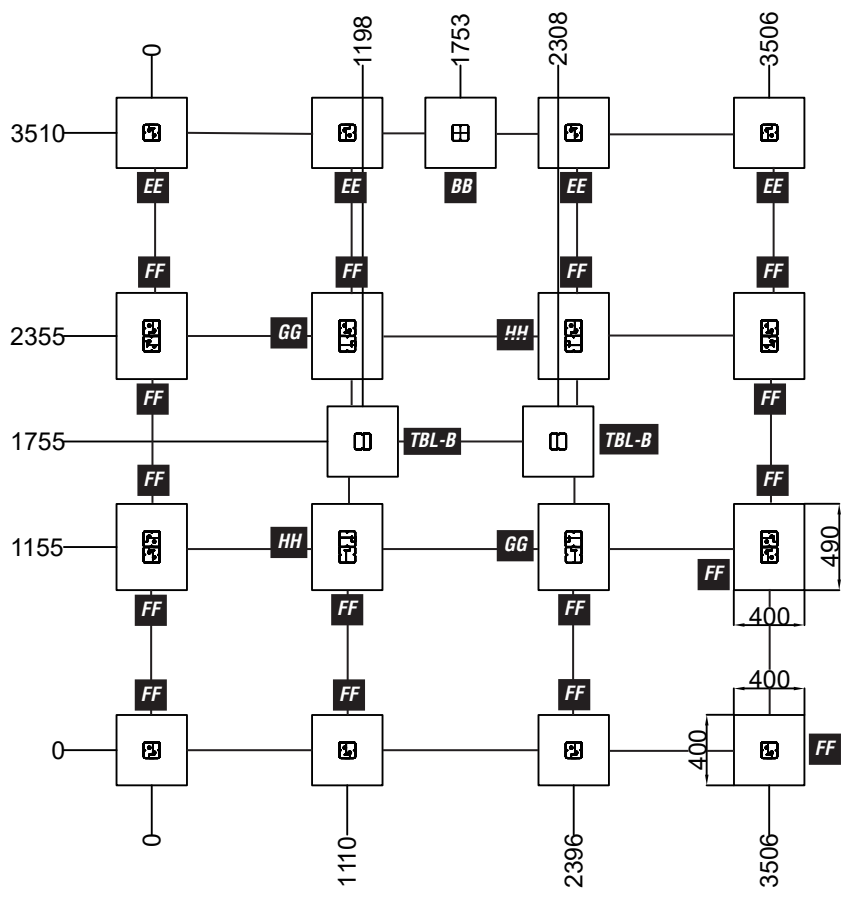 0
1198
1753
2308
3506
3510
EE EE BB EE EE
FF FF FF FF
2355 GG HH
FF FF
1755 TBL-B TBL-B
FF FF
1155 HH GG 490
FF
FF FF FF 400
FF FF FF 400
0 400 FF
0
1110
2396
3506